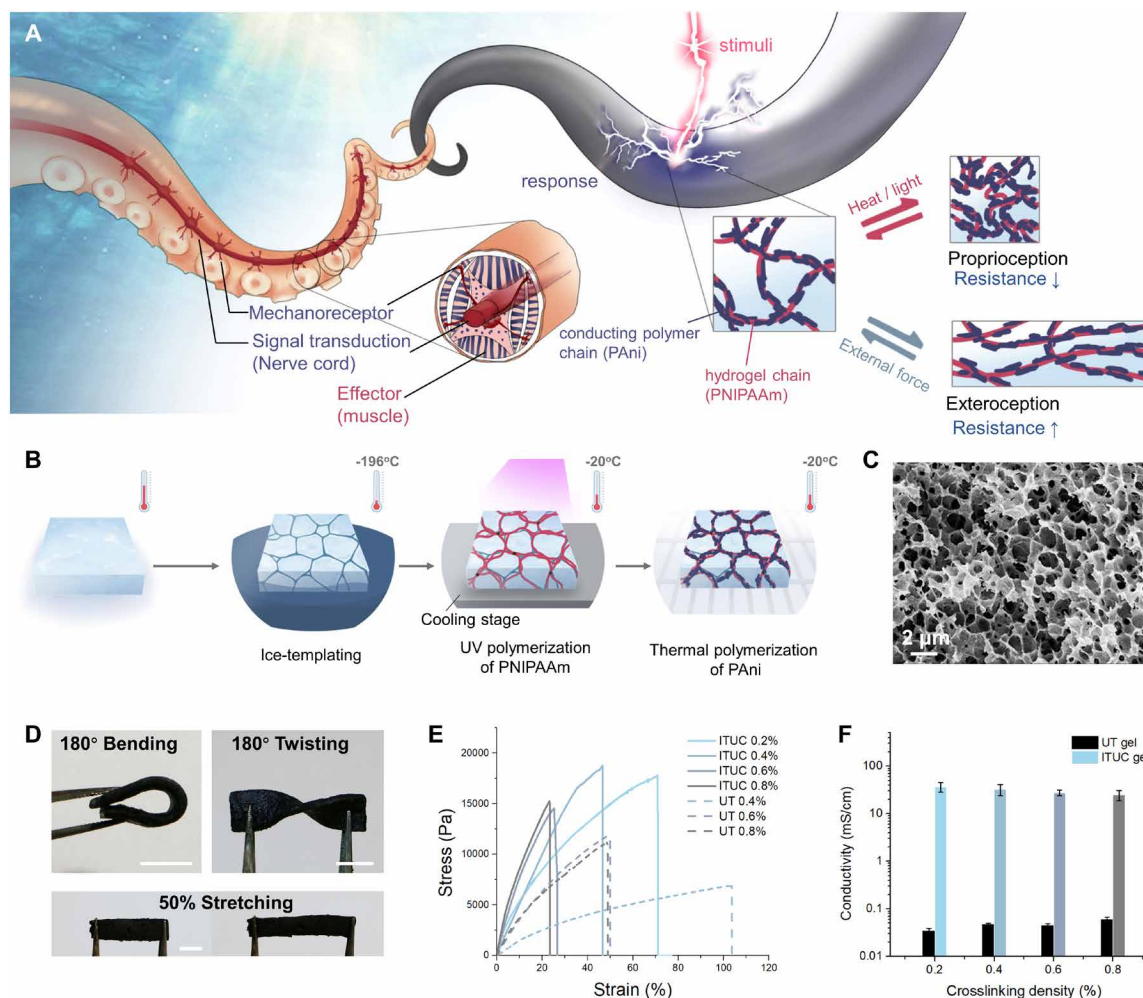 A
stimuli
response
Heat / light
Proprioception
Resistance ↓
Mechanoreceptor
Signal transduction
(Nerve cord)
Effector
(muscle)
conducting polymer
chain (PAni)
hydrogel chain
(PNIPAAm)
External force
Exteroception
Resistance ↑
B
-196°C
-20°C
-20°C
Cooling stage
Ice-templating
UV polymerization
of PNIPAAm
Thermal polymerization
of PAni
C
2 μm
D
180° Bending
180° Twisting
50% Stretching
E
Stress (Pa)
20000
15000
10000
5000
0
0 20 40 60 80 100 120
Strain (%)
ITUC 0.2%
ITUC 0.4%
ITUC 0.6%
ITUC 0.8%
UT 0.4%
UT 0.6%
UT 0.8%
F
UT gel
ITUC ge
Conductivity (mS/cm)
100
10
1
0.1
0.01
0.2 0.4 0.6 0.8
Crosslinking density (%)